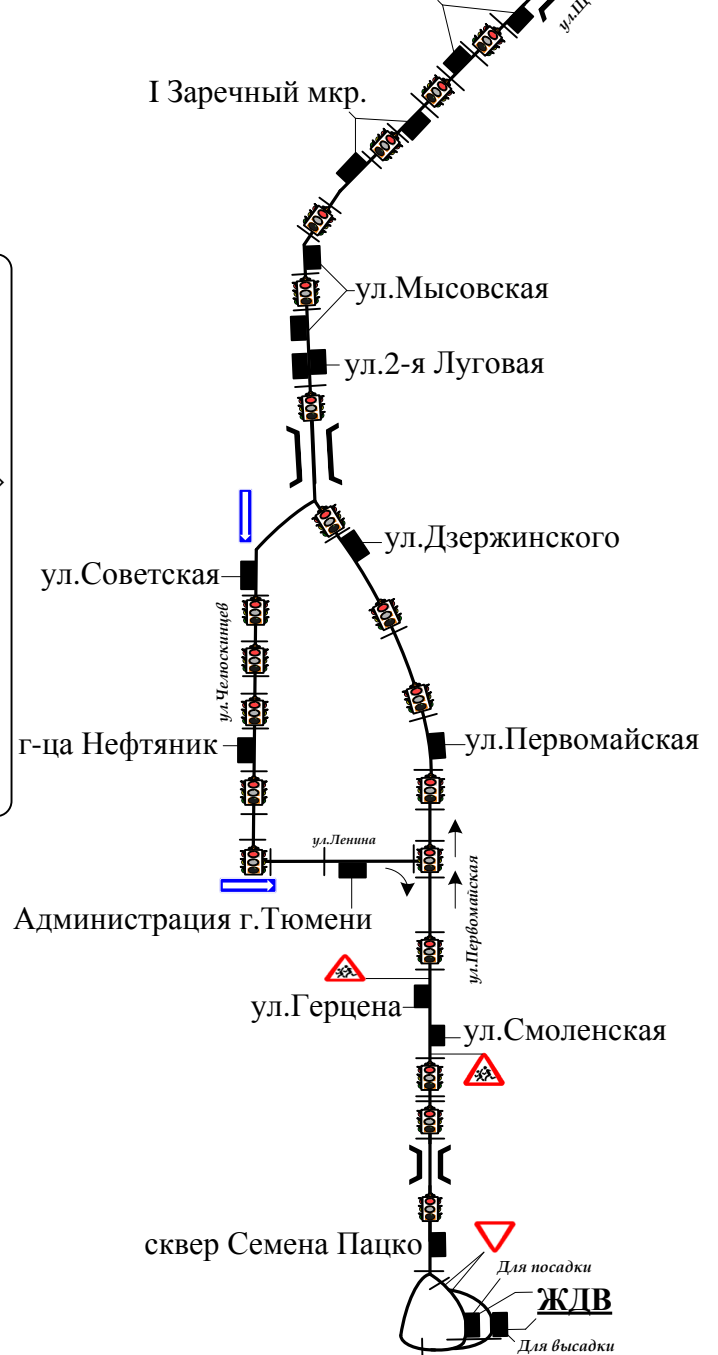 I Заречный мкр.
ул.Мысовская
ул.2-я Луговая
ул.Дзержинского
ул.Советская
ул.Челюскинцев
г-ца Нефтяник
ул.Первомайская
ул.Ленина
Администрация г.Тюмени
ул.Первомайская
ул.Герцена
ул.Смоленская
сквер Семена Пацко
Для посадки
ЖДВ
Для высадки